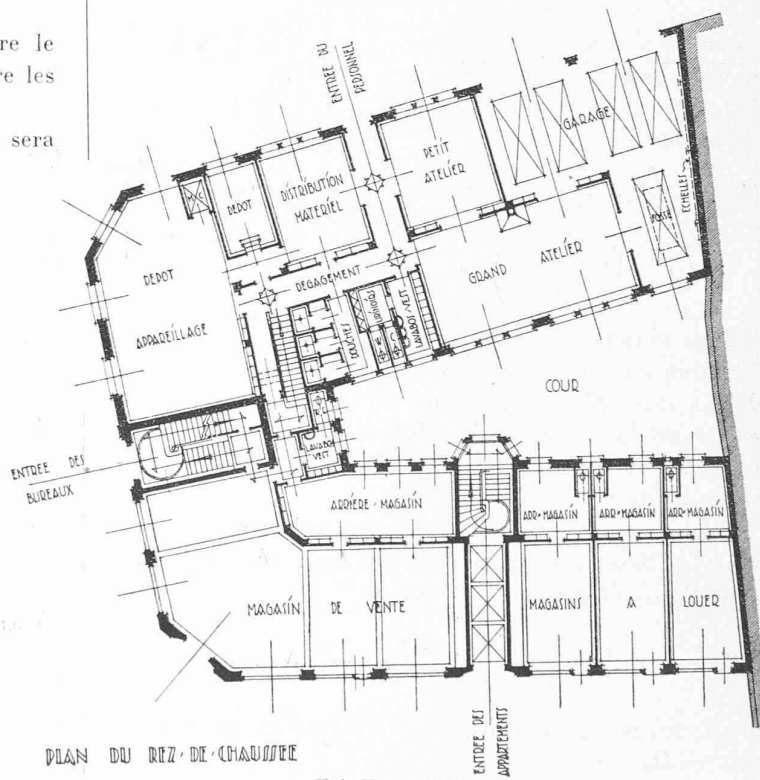 re le
re les
sera
ENTREE DU
PERSONNEL
GARAGE
PETIT
ATELIER
DEPOT
DISTRIBUTION
MATERIEL
M.C
ECHELLES
FOSSE
DEPOT
APPAREILLAGE
DEGAGEMENT
GRAND ATELIER
DOUCHES
URINOIRS
LAVABOS-VEST
COUR
ENTREE DES
BUREAUX
LAVABOS
VEST
ARRIÈRE-MAGASIN
ARR-MAGASIN
ARR-MAGASIN
ARR-MAGASIN
MAGASIN DE VENTE
MAGASINS A LOUER
ENTREE DES
APPARTEMENTS
PLAN DU REZ-DE-CHAUSSEE